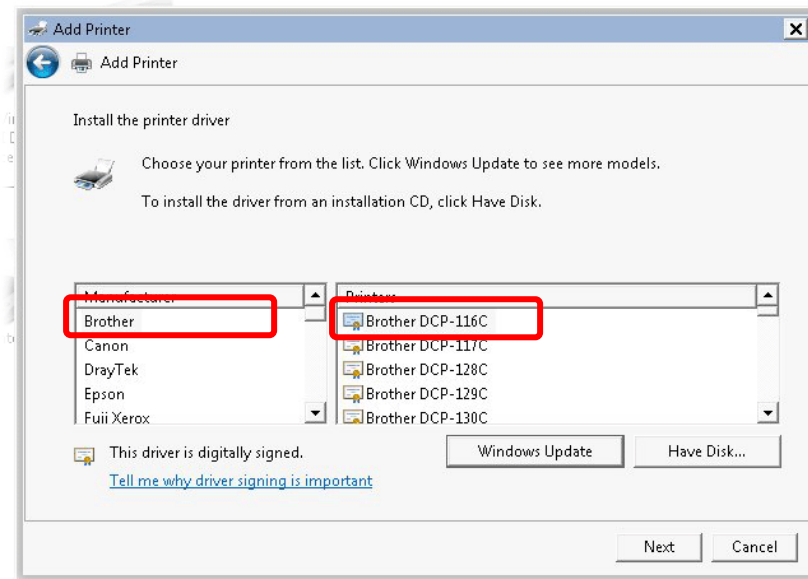 Add Printer
Add Printer
Install the printer driver
Choose your printer from the list. Click Windows Update to see more models.
To install the driver from an installation CD, click Have Disk.
Manufacturer
Printers
Brother
Brother DCP-116C
Canon
Brother DCP-117C
DrayTek
Brother DCP-128C
Epson
Brother DCP-129C
Fuji Xerox
Brother DCP-130C
This driver is digitally signed.
Windows Update
Have Disk...
Tell me why driver signing is important
Next
Cancel